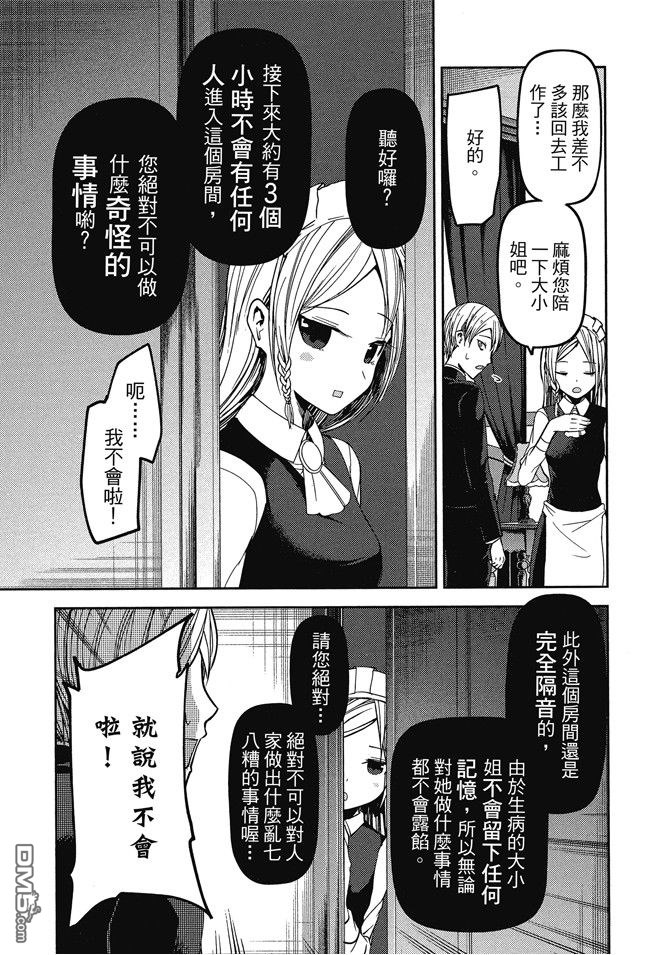 那麼我差不
多該回去工
作了…
麻煩您陪
一下大小
姐吧。
好的。
聽好囉？
接下來大約有3個
小時不會有任何
人進入這個房間，
您絕對不可以做
什麼奇怪的
事情喲？
呃……
我不會啦！
此外這個房間還是
完全隔音的，
由於生病的大小
姐不會留下任何
記憶，所以無論
對她做什麼事情
都不會露餡。
請您絕對…
絕對不可以對人
家做出什麼亂七
八糟的事情喔…
就說我不會
啦！
DM5.com